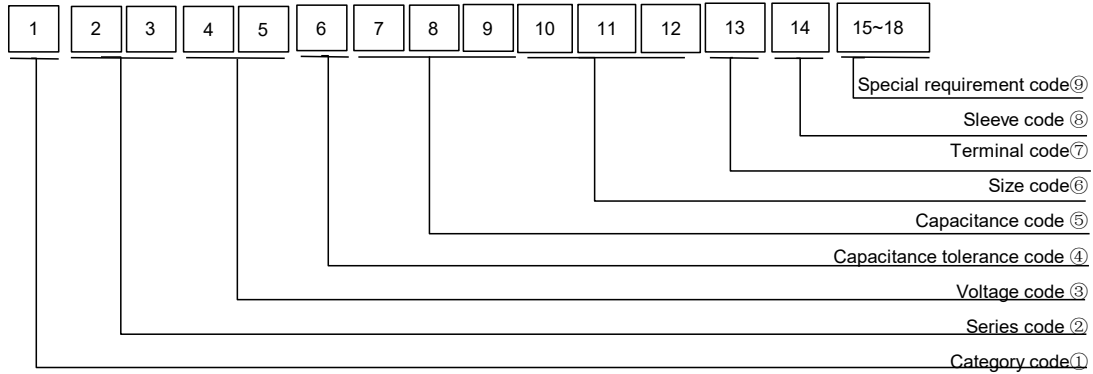 1 2 3 4 5 6 7 8 9 10 11 12 13 14 15~18
Special requirement code⑨
Sleeve code ⑧
Terminal code⑦
Size code⑥
Capacitance code ⑤
Capacitance tolerance code ④
Voltage code ③
Series code ②
Category code①